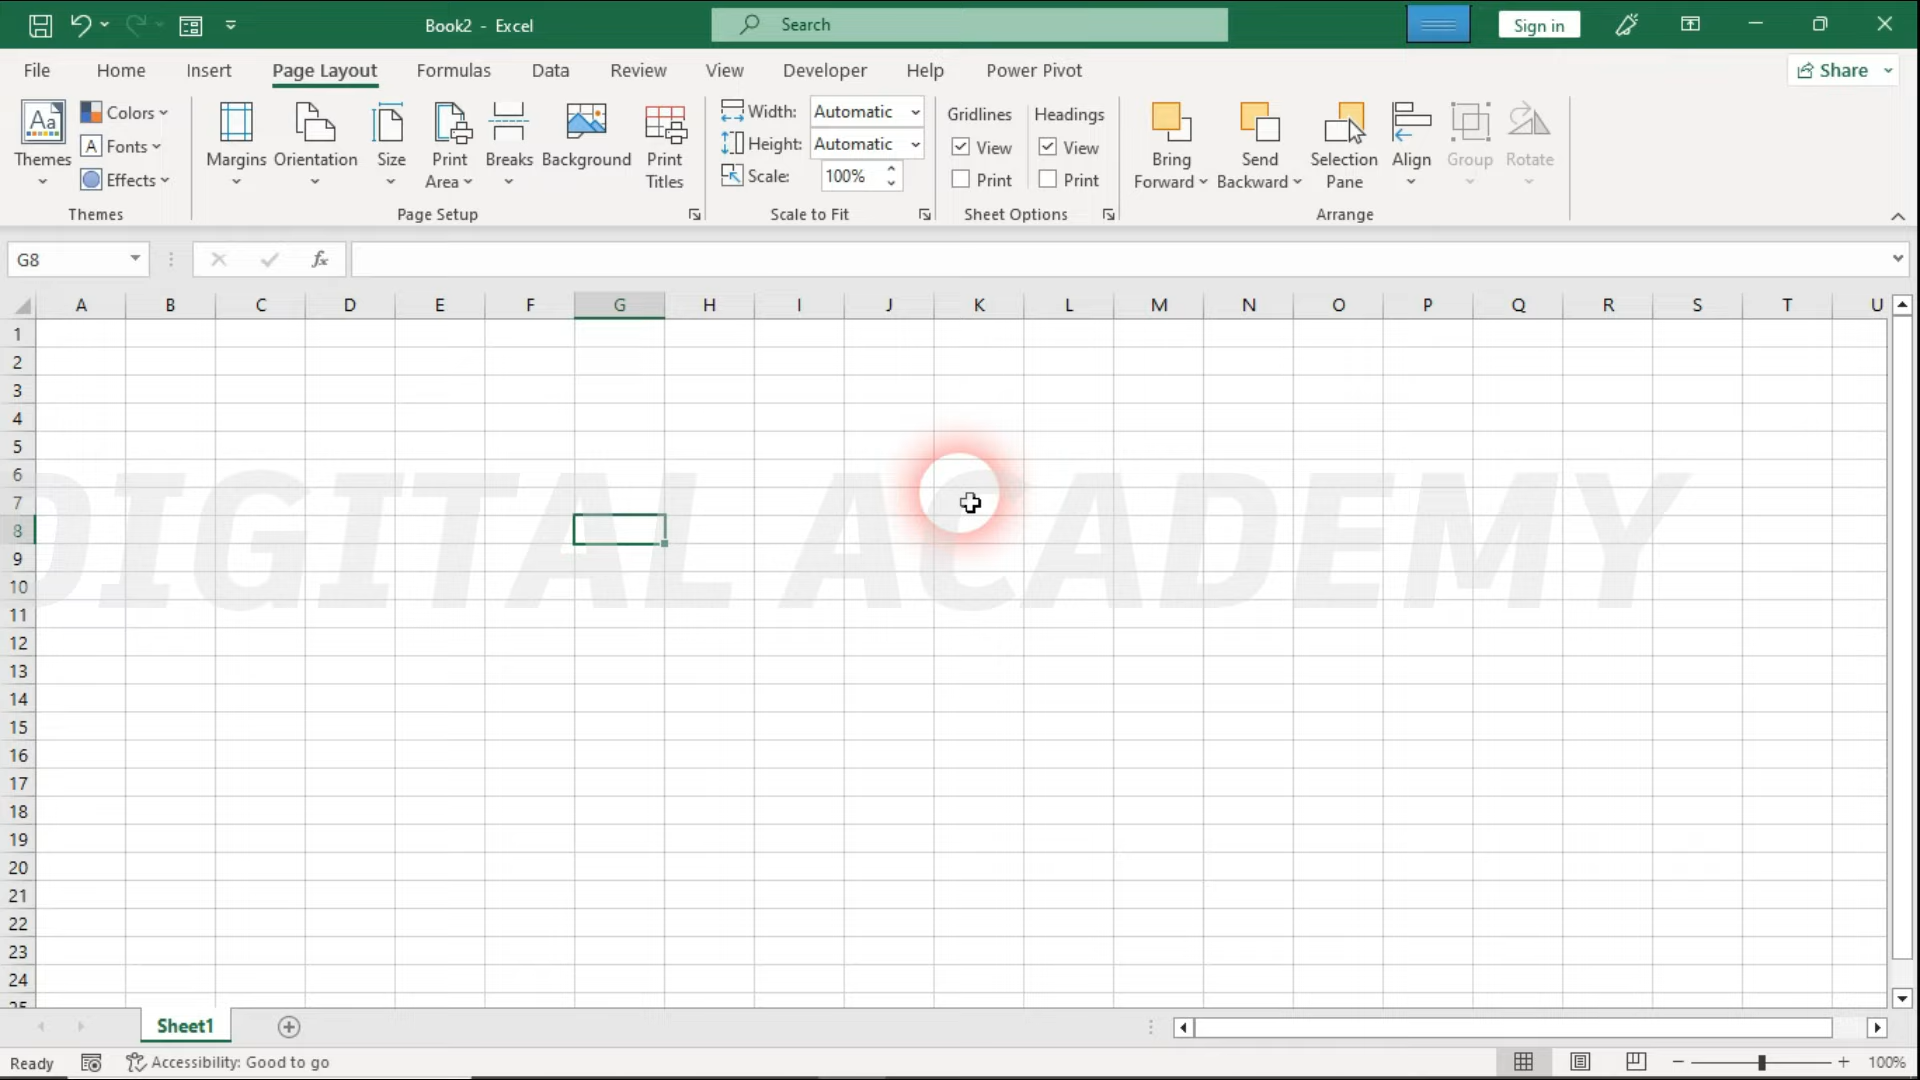 Book2 - Excel
Search
Sign in
File Home Insert Page Layout Formulas Data Review View Developer Help Power Pivot
Share
Aa
Themes
Colors
A Fonts
Effects
Themes
Margins
Orientation
Size
Print Area
Breaks
Background
Print Titles
Page Setup
Width: Automatic
Height: Automatic
Scale: 100%
Scale to Fit
Gridlines
View
Print
Headings
View
Print
Sheet Options
Bring Forward
Send Backward
Selection Pane
Align
Group
Rotate
Arrange
G8
fx
A B C D E F G H I J K L M N O P Q R S T U
1
2
3
4
5
6
7
8
9
10
11
12
13
14
15
16
17
18
19
20
21
22
23
24
25
DIGITAL ACADEMY
Sheet1
Ready
Accessibility: Good to go
100%